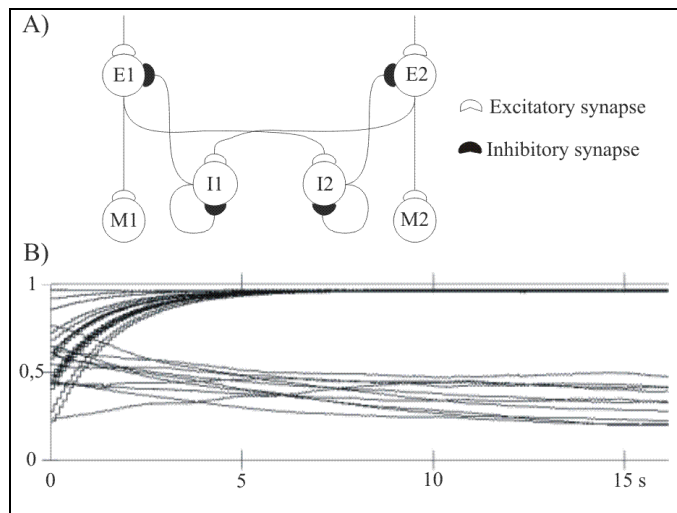 A)
E1
E2
Excitatory synapse
Inhibitory synapse
I1
I2
M1
M2
B)
1
0,5
0
0
5
10
15 s